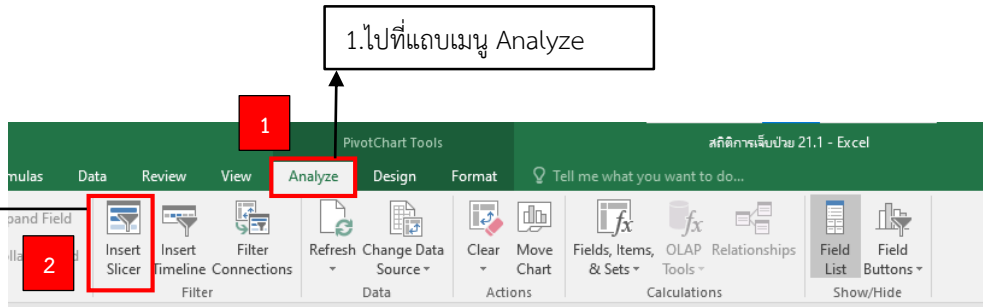 1.ไปที่แถบเมนู Analyze
1
PivotChart Tools
สถิติการเจ็บป่วย 21.1 - Excel
Data Review View Analyze Design Format Tell me what you want to do...
2
Field
Insert Slicer
Insert Timeline
Filter Connections
Filter
Refresh
Change Data Source
Data
Clear
Move Chart
Actions
Fields, Items, & Sets
OLAP Tools
Relationships
Calculations
Field List
Field Buttons
Show/Hide